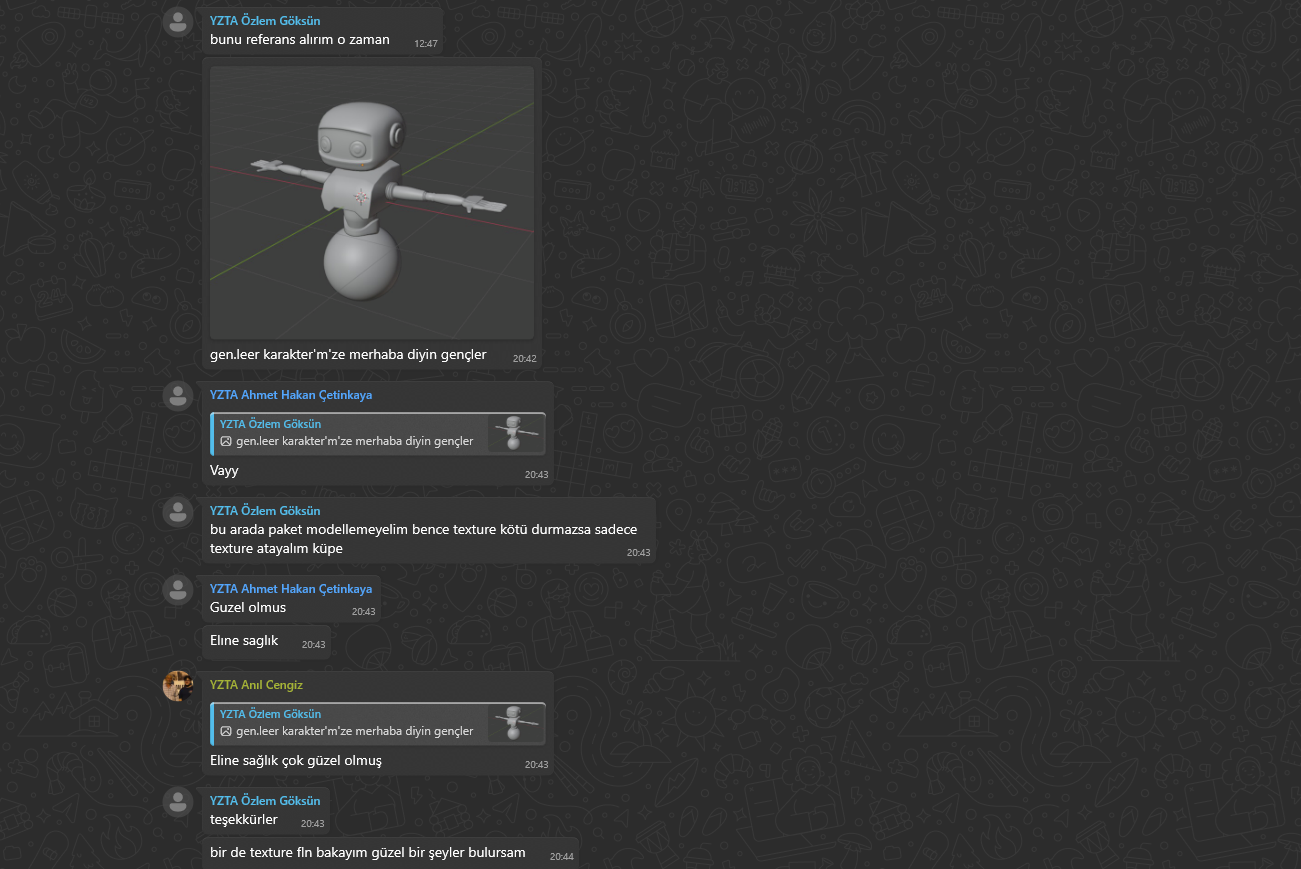 YZTA Özlem Göksün
bunu referans alırım o zaman
12:47
gen.leer karakter'm'ze merhaba diyin gençler
20:42
YZTA Ahmet Hakan Çetinkaya
YZTA Özlem Göksün
gen.leer karakter'm'ze merhaba diyin gençler
Vayy
20:43
YZTA Özlem Göksün
bu arada paket modellemeyelim bence texture kötü durmazsa sadece
texture atayalım küpe
20:43
YZTA Ahmet Hakan Çetinkaya
Guzel olmus
20:43
Elıne saglık
20:43
YZTA Anıl Cengiz
YZTA Özlem Göksün
gen.leer karakter'm'ze merhaba diyin gençler
Eline sağlık çok güzel olmuş
20:43
YZTA Özlem Göksün
teşekkürler
20:43
bir de texture fln bakayım güzel bir şeyler bulursam
20:44